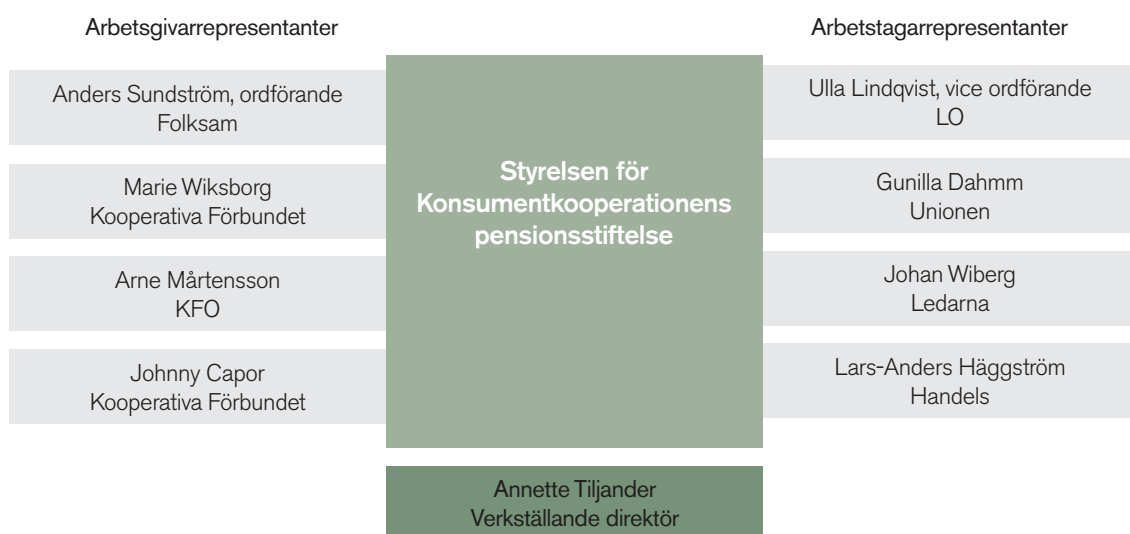 Arbetsgivarrepresentanter
Anders Sundström, ordförande
Folksam
Marie Wiksborg
Kooperativa Förbundet
Arne Mårtensson
KFO
Johnny Capor
Kooperativa Förbundet
Styrelsen för
Konsumentkooperationens
pensionsstiftelse
Annette Tiljander
Verkställande direktör
Arbetstagarrepresentanter
Ulla Lindqvist, vice ordförande
LO
Gunilla Dahmm
Unionen
Johan Wiberg
Ledarna
Lars-Anders Häggström
Handels